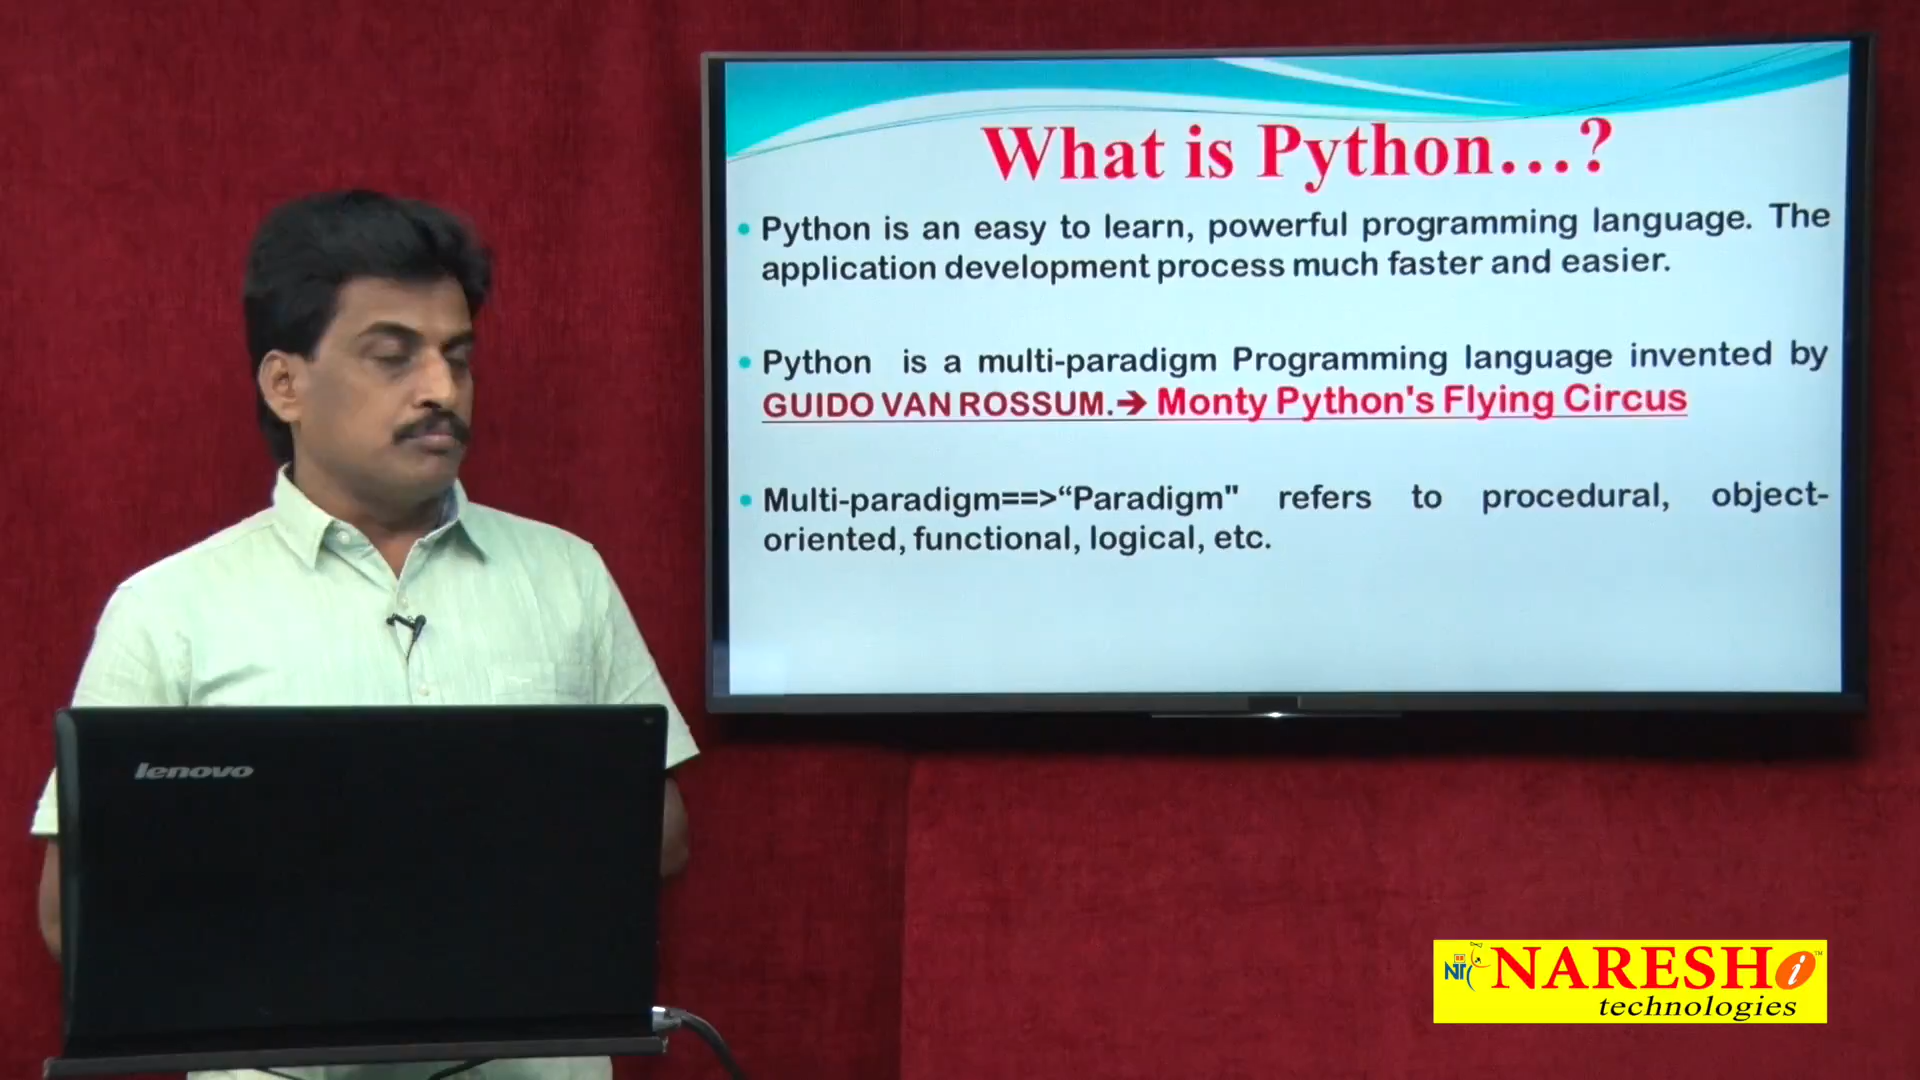 What is Python...?
• Python is an easy to learn, powerful programming language. The
application development process much faster and easier.
• Python is a multi-paradigm Programming language invented by
GUIDO VAN ROSSUM.➔ Monty Python's Flying Circus
• Multi-paradigm==>“Paradigm" refers to procedural, object-
oriented, functional, logical, etc.
lenovo
NT NARESH i ™
technologies